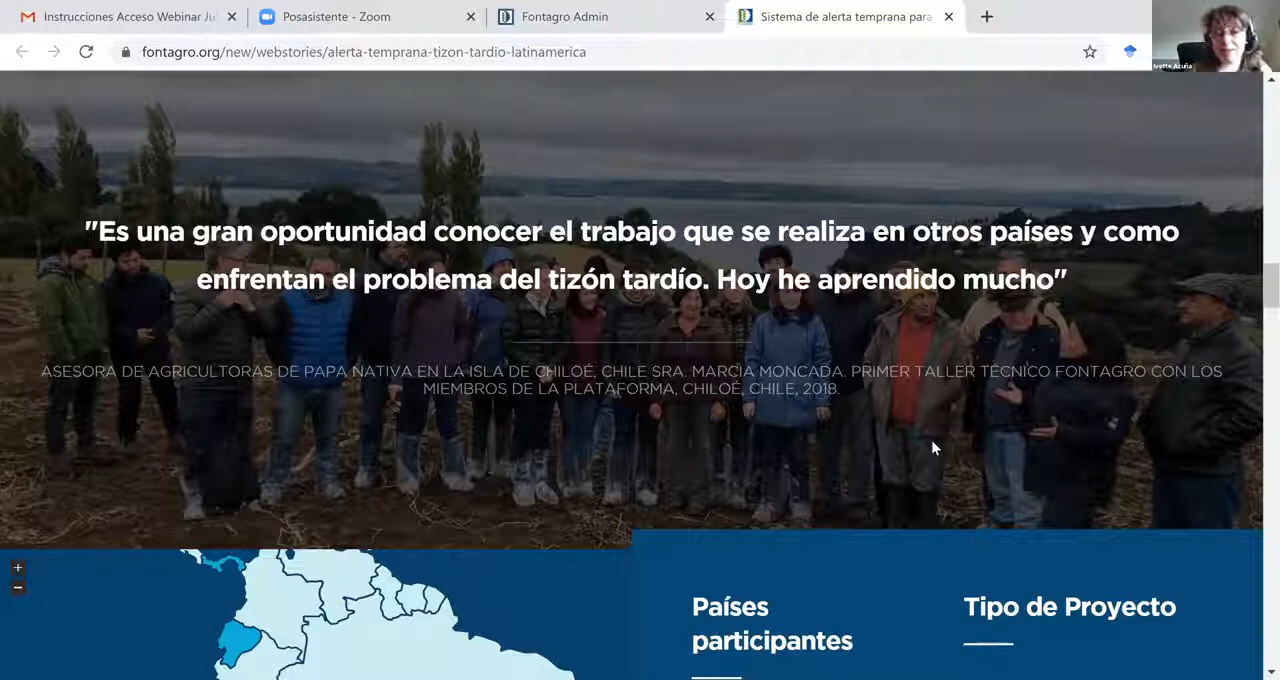 Instrucciones Acceso Webinar Ju
Posasistente - Zoom
Fontagro Admin
Sistema de alerta temprana para
fontagro.org/new/webstories/alerta-temprana-tizon-tardio-latinamerica
Ivette Acuña
"Es una gran oportunidad conocer el trabajo que se realiza en otros países y como
enfrentan el problema del tizón tardío. Hoy he aprendido mucho"
ASESORA DE AGRICULTORAS DE PAPA NATIVA EN LA ISLA DE CHILOÉ, CHILE SRA. MARCIA MONCADA. PRIMER TALLER TÉCNICO FONTAGRO CON LOS
MIEMBROS DE LA PLATAFORMA, CHILOÉ, CHILE, 2018.
+
−
Países
participantes
Tipo de Proyecto